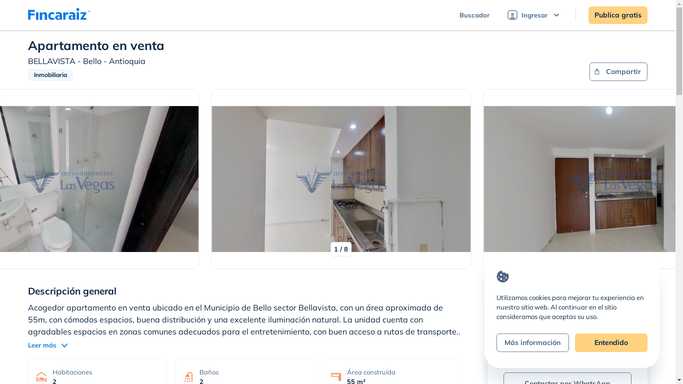 Fincaraiz
Buscador
Ingresar
Publica gratis
Apartamento en venta
BELLAVISTA - Bello - Antioquia
Inmobiliaria
Compartir
Las Vegas
Las Vegas
1 / 8
Descripción general
Acogedor apartamento en venta ubicado en el Municipio de Bello sector Bellavista, con un área aproximada de
55m, con cómodos espacios, buena distribución y una excelente iluminación natural. La unidad cuenta con
agradables espacios en zonas comunes adecuados para el entretenimiento, con buen acceso a rutas de transporte..
Leer más
Habitaciones
2
Baños
2
Área construida
55 m²
Utilizamos cookies para mejorar tu experiencia en
nuestro sitio web. Al continuar en el sitio
consideramos que aceptas su uso.
Más información
Entendido
Contactar por WhatsApp